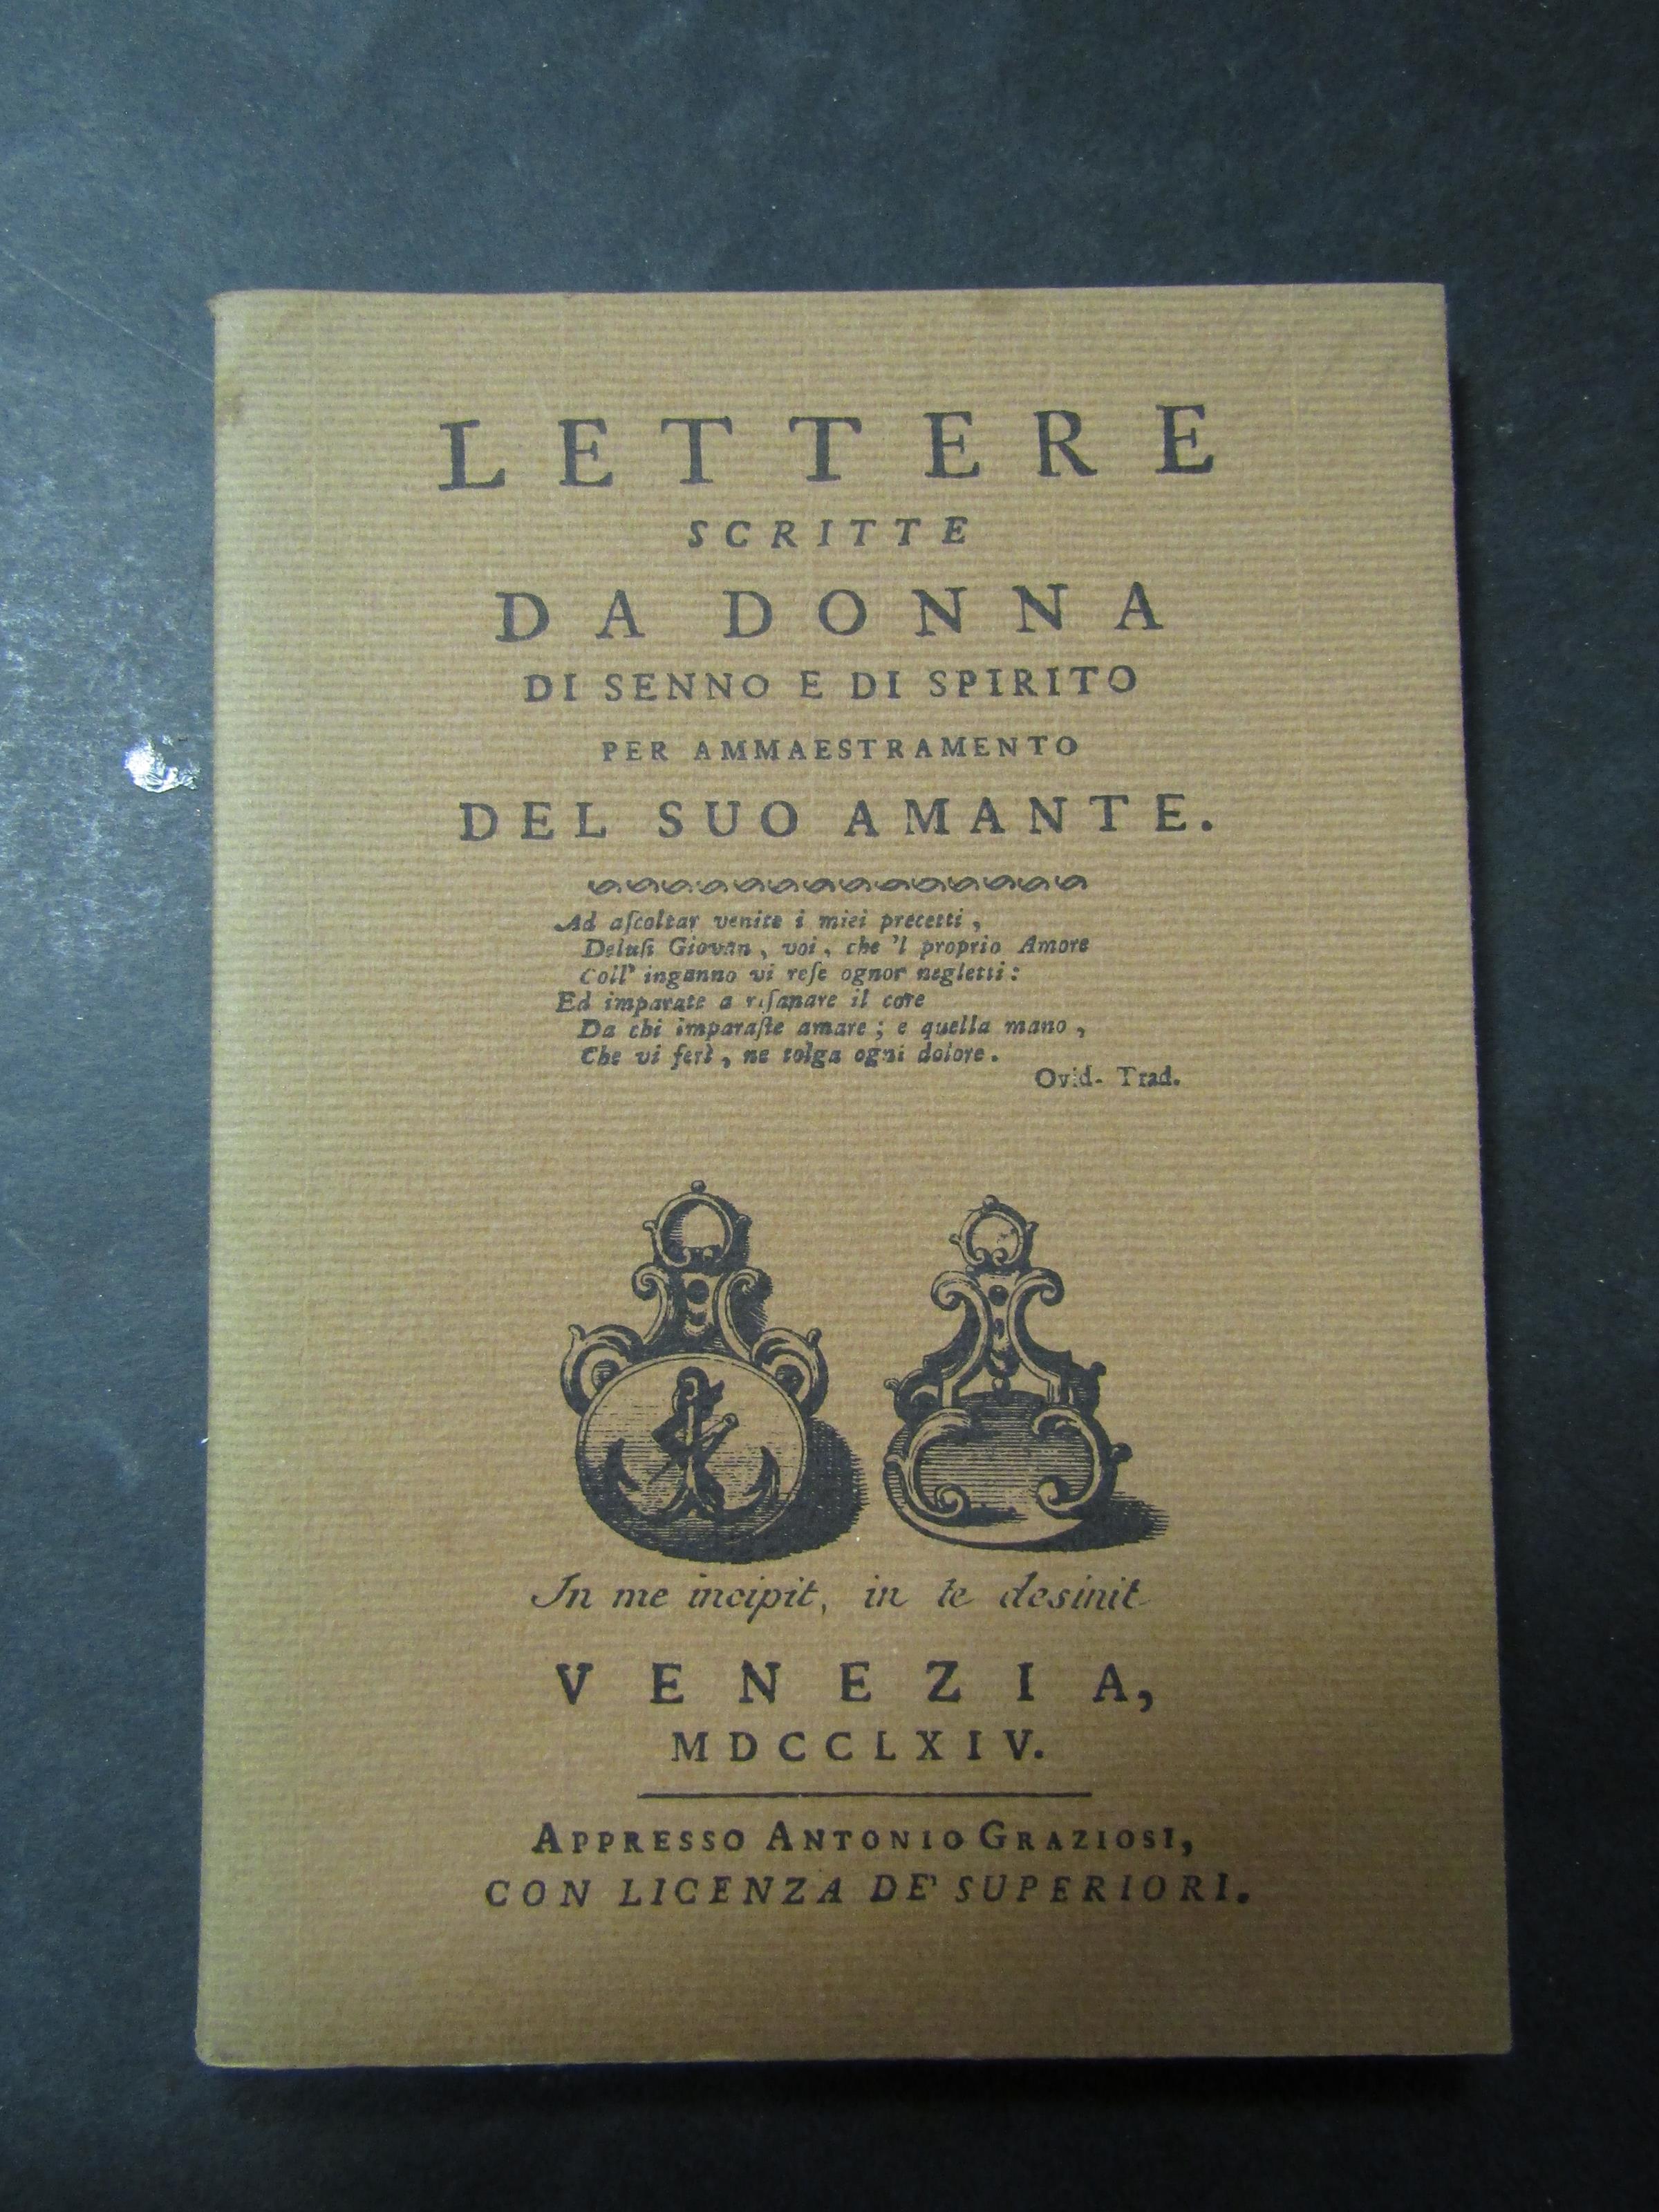 LETTERE
SCRITTE
DA DONNA
DI SENNO E DI SPIRITO
PER AMMAESTRAMENTO
DEL SUO AMANTE.
Ad aſcoltar venite i miei precetti,
Deluſi Giovan, voi, che 'l proprio Amore
Coll' inganno vi reſe ognor negletti:
Ed imparate a riſanare il core
Da chi imparaſte amare; e quella mano,
Che vi ferì, ne tolga ogni dolore.
Ovid. Trad.
In me incipit, in te desinit
VENEZIA,
MDCCLXIV.
APPRESSO ANTONIO GRAZIOSI,
CON LICENZA DE' SUPERIORI.